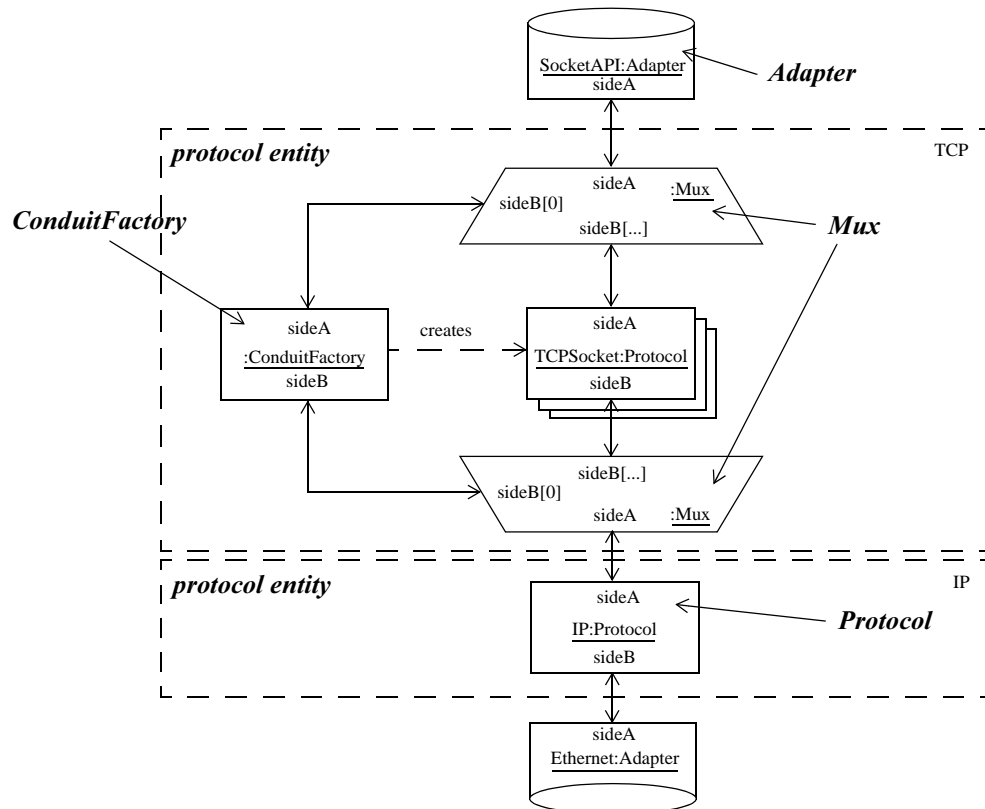 SocketAPI:Adapter
sideA
Adapter
protocol entity
TCP
sideA
:Mux
sideB[0]
sideB[...]
ConduitFactory
Mux
sideA
:ConduitFactory
sideB
creates
sideA
TCPSocket:Protocol
sideB
sideB[...]
sideB[0]
sideA
:Mux
protocol entity
IP
sideA
IP:Protocol
sideB
Protocol
sideA
Ethernet:Adapter